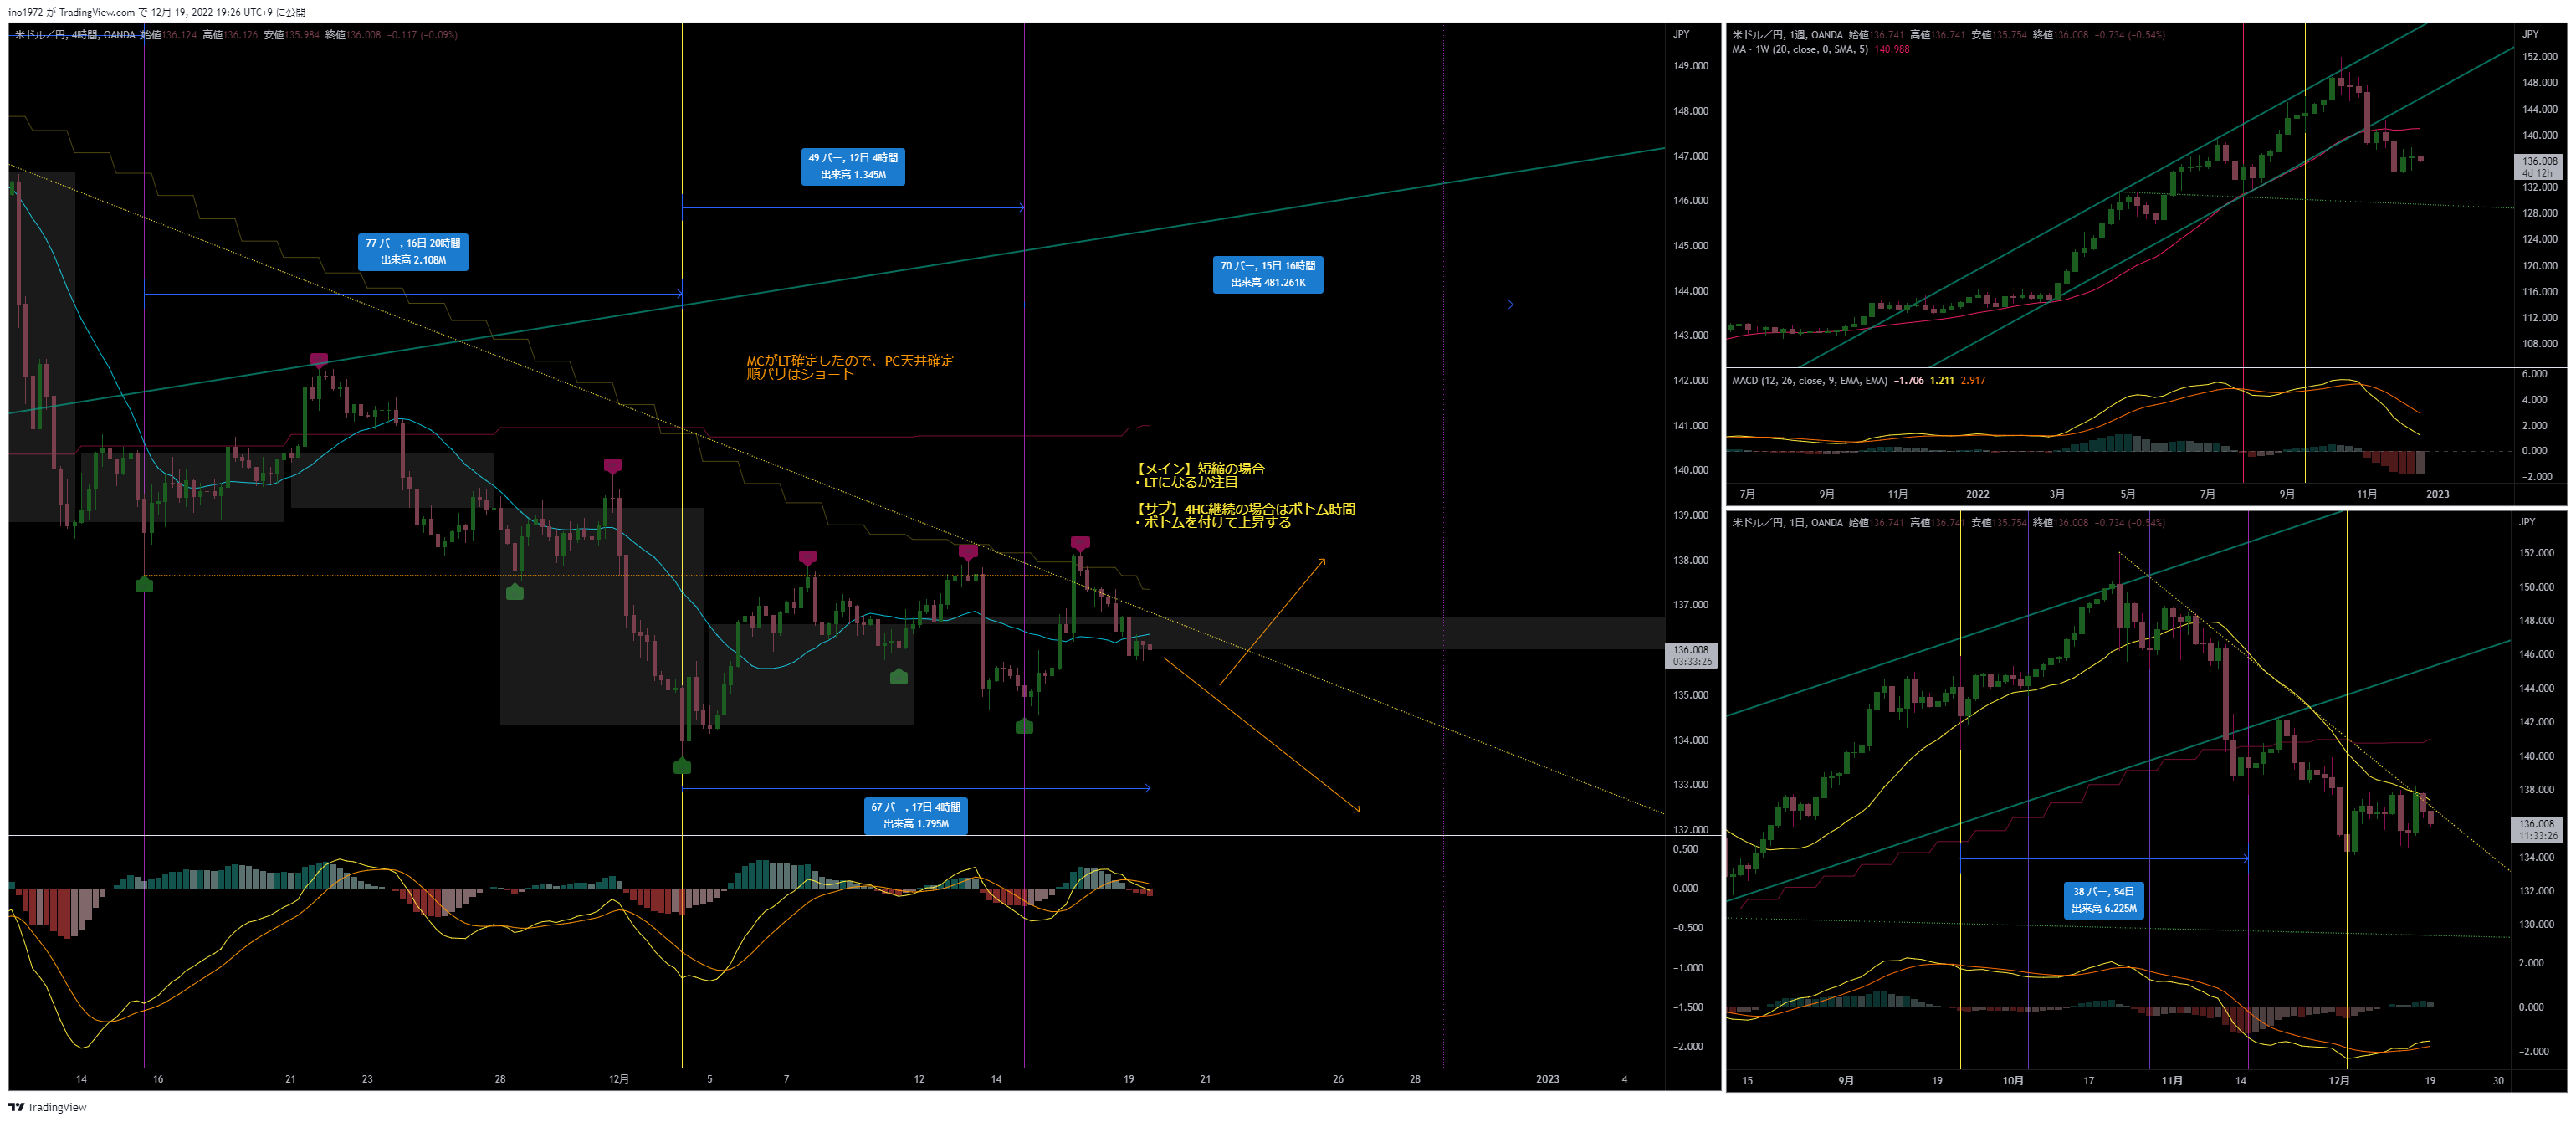 ino1972 が TradingView.com で 12月 19, 2022 19:26 UTC+9 に公開
米ドル／円, 4時間, OANDA 始値136.124 高値136.126 安値135.984 終値136.008 −0.117 (−0.09%)
JPY
149.000
148.000
147.000
146.000
145.000
144.000
143.000
142.000
141.000
140.000
139.000
138.000
137.000
136.008
03:33:26
135.000
134.000
133.000
132.000
49 バー, 12日 4時間
出来高 1.345M
77 バー, 16日 20時間
出来高 2.108M
70 バー, 15日 16時間
出来高 481.261K
MCがLT確定したので、PC天井確定
順バリはショート
【メイン】短縮の場合
・LTになるか注目
【サブ】4HC継続の場合はボトム時間
・ボトムを付けて上昇する
67 バー, 17日 4時間
出来高 1.795M
0.500
0.000
−0.500
−1.000
−1.500
−2.000
14 16 21 23 28 12月 5 7 12 14 19 21 26 28 2023 4
米ドル／円, 1週, OANDA 始値136.741 高値136.741 安値135.754 終値136.008 −0.734 (−0.54%)
MA・1W (20, close, 0, SMA, 5) 140.988
JPY
152.000
148.000
144.000
140.000
136.008
4d 12h
132.000
128.000
124.000
120.000
116.000
112.000
108.000
MACD (12, 26, close, 9, EMA, EMA) −1.706 1.211 2.917
6.000
4.000
2.000
0.000
−2.000
7月 9月 11月 2022 3月 5月 7月 9月 11月 2023
米ドル／円, 1日, OANDA 始値136.741 高値136.741 安値135.754 終値136.008 −0.734 (−0.54%)
JPY
152.000
150.000
148.000
146.000
144.000
142.000
140.000
138.000
136.008
11:33:26
134.000
132.000
130.000
38 バー, 54日
出来高 6.225M
2.000
0.000
−2.000
15 9月 19 10月 17 11月 14 12月 19 30
TradingView